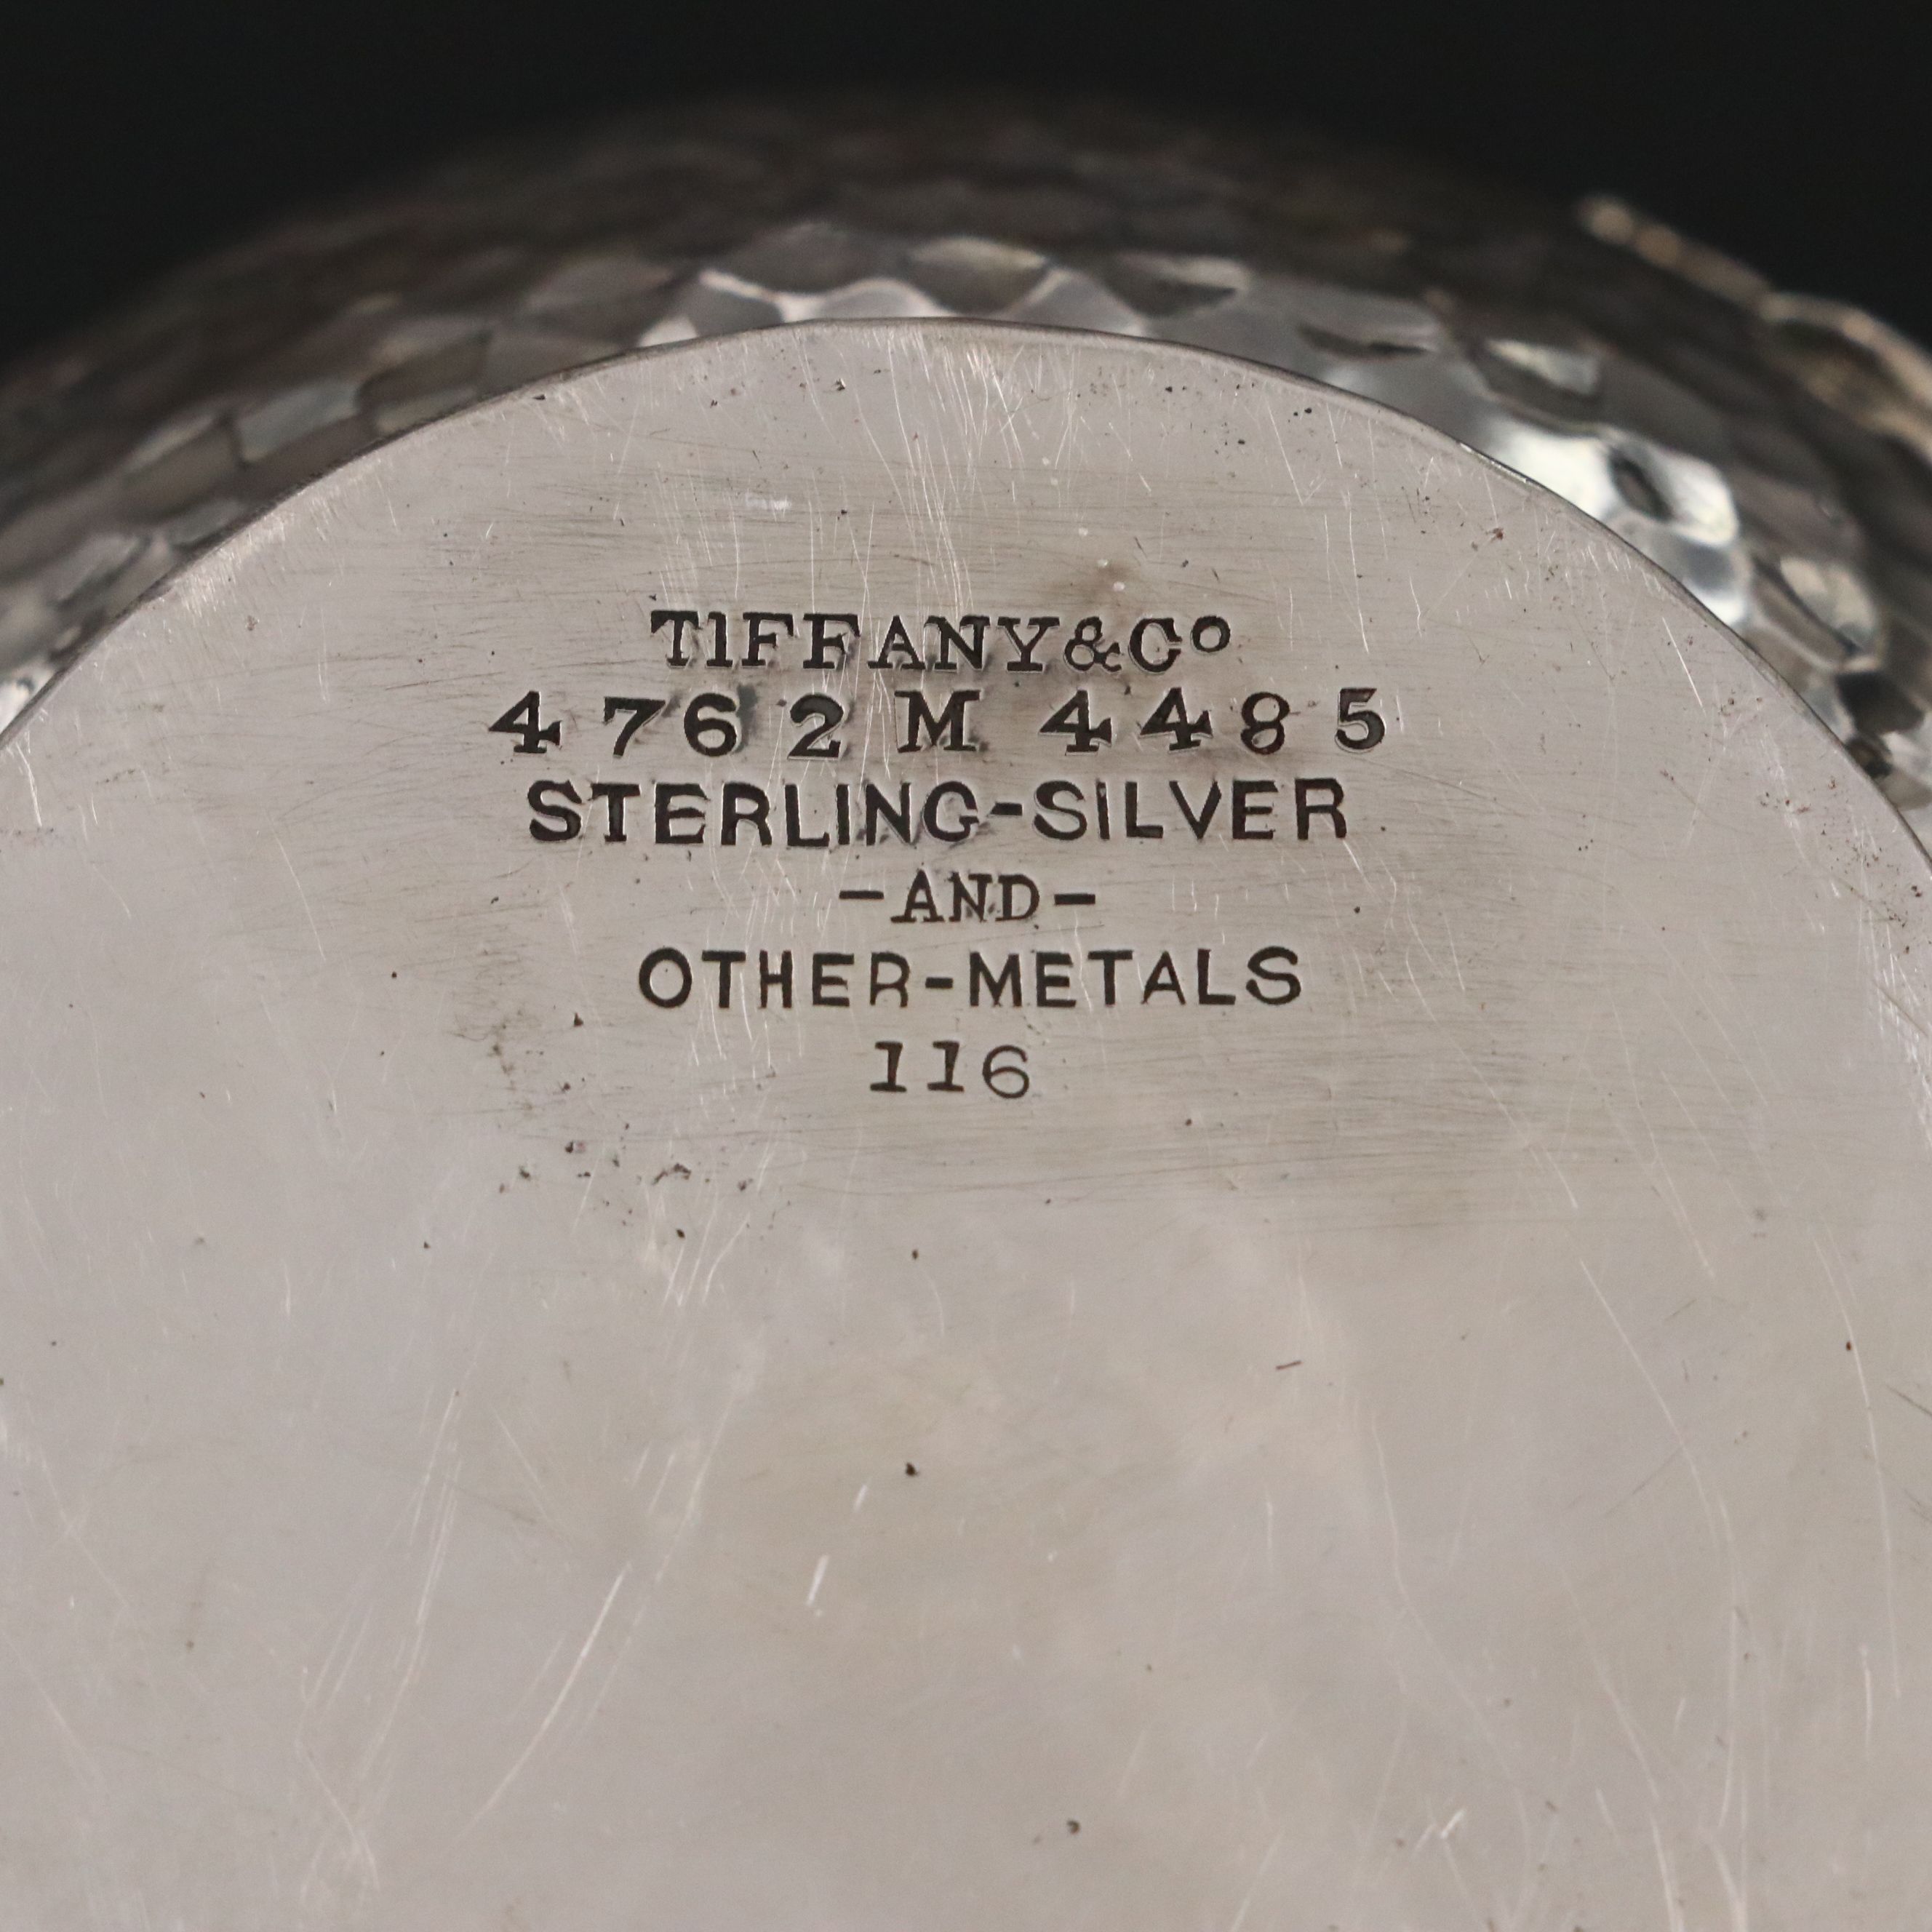 TIFFANY&Co
4762 M 4485
STERLING-SILVER
-AND-
OTHER-METALS
116